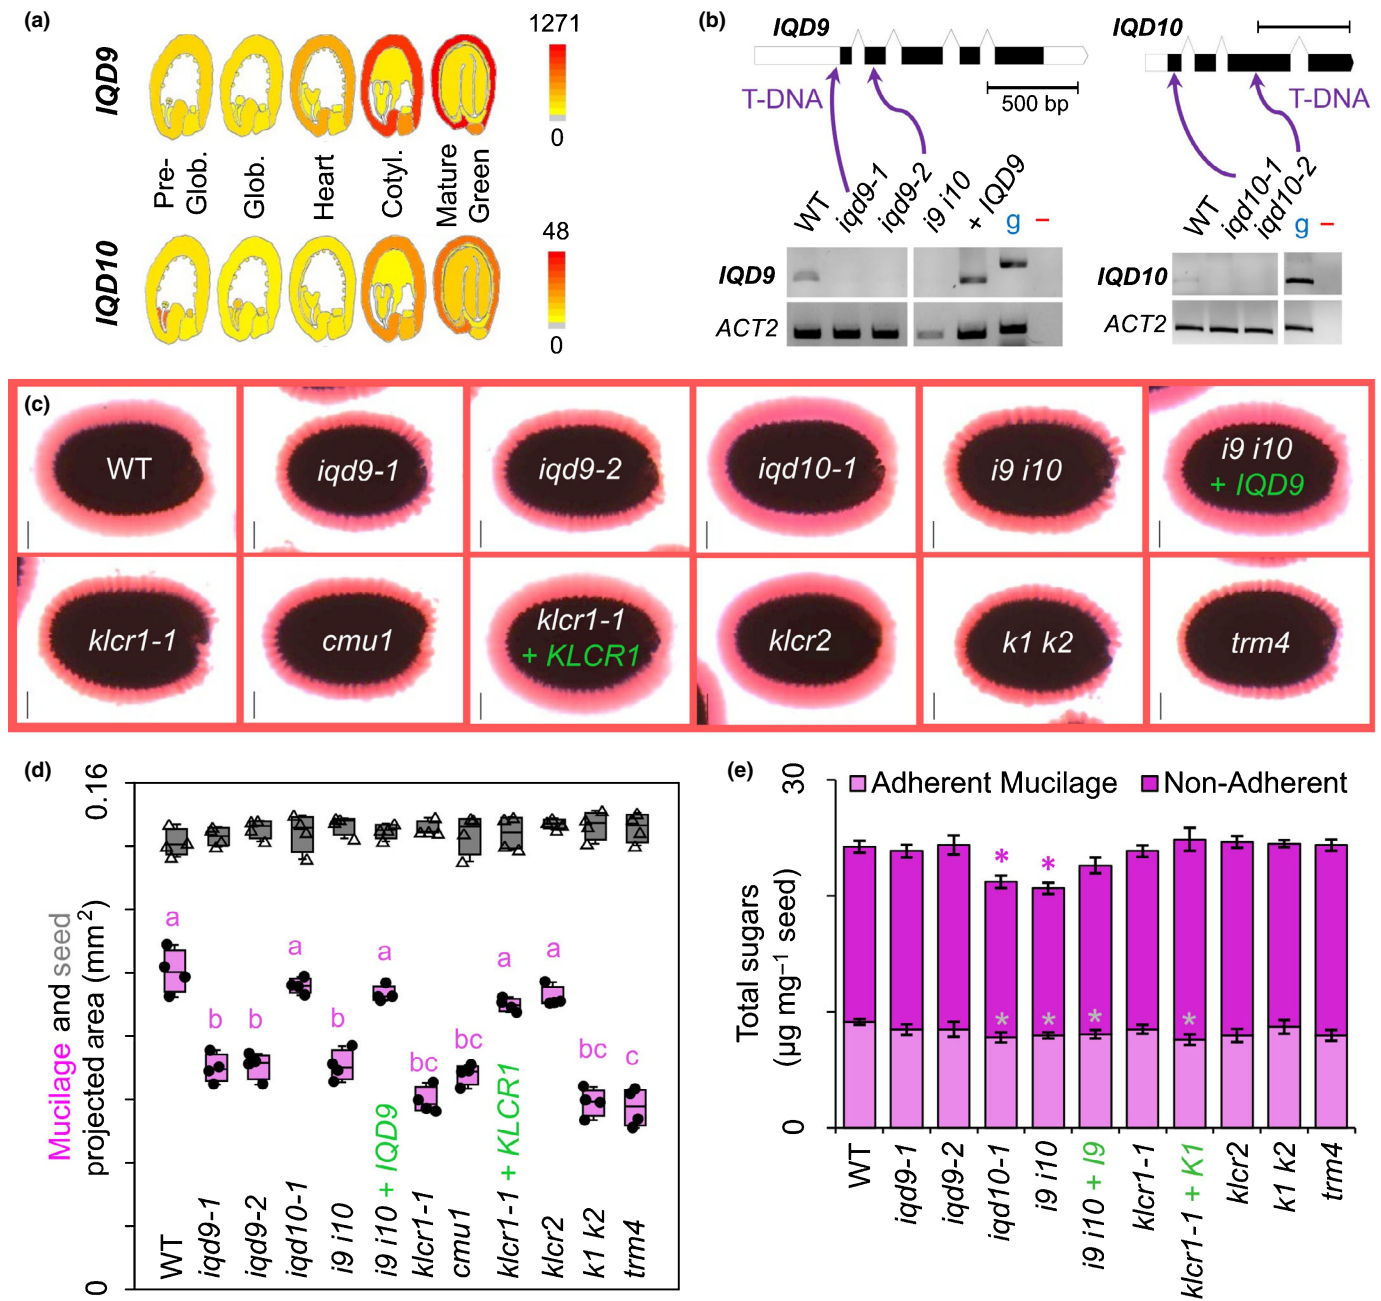 (a)
IQD9
1271
0
Pre-
Glob.
Glob.
Heart
Cotyl.
Mature
Green
IQD10
48
0
(b)
IQD9
T-DNA
500 bp
IQD10
T-DNA
WT
iqd9-1
iqd9-2
i9 i10
+ IQD9
g
–
IQD9
ACT2
WT
iqd10-1
iqd10-2
g
–
IQD10
ACT2
(c)
WT
iqd9-1
iqd9-2
iqd10-1
i9 i10
i9 i10
+ IQD9
klcr1-1
cmu1
klcr1-1
+ KLCR1
klcr2
k1 k2
trm4
(d)
Mucilage and seed
projected area (mm2)
0.16
0
a
b
b
a
b
a
bc
bc
a
a
bc
c
WT
iqd9-1
iqd9-2
iqd10-1
i9 i10
i9 i10 + IQD9
klcr1-1
cmu1
klcr1-1 + KLCR1
klcr2
k1 k2
trm4
(e)
Total sugars
(µg mg–1 seed)
30
0
Adherent Mucilage
Non-Adherent
*
*
*
*
*
*
WT
iqd9-1
iqd9-2
iqd10-1
i9 i10
i9 i10 + I9
klcr1-1
klcr1-1 + K1
klcr2
k1 k2
trm4